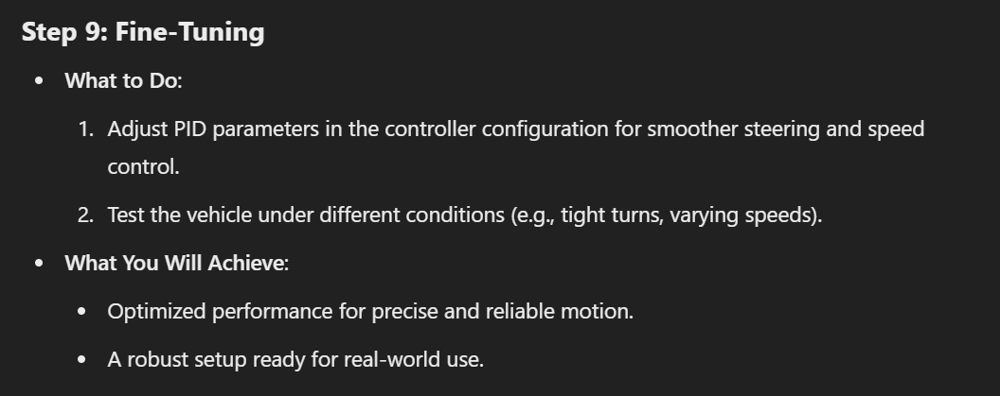 Step 9: Fine-Tuning
• What to Do:
1. Adjust PID parameters in the controller configuration for smoother steering and speed
control.
2. Test the vehicle under different conditions (e.g., tight turns, varying speeds).
• What You Will Achieve:
• Optimized performance for precise and reliable motion.
• A robust setup ready for real-world use.